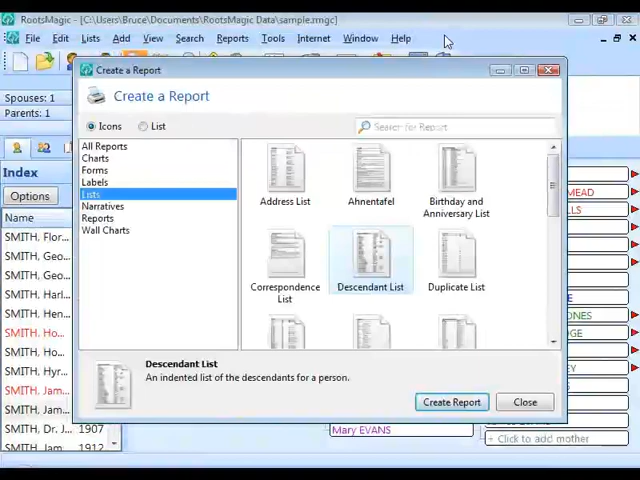 RootsMagic - [C:\Users\Bruce\Documents\RootsMagic Data\sample.rmgc]
File Edit Lists Add View Search Reports Tools Internet Window Help
Create a Report
Spouses: 1
Parents: 1
Create a Report
Icons List
Search for Report
Index
Options
Name
SMITH, Flor...
SMITH, Geo...
SMITH, Geo...
SMITH, Harl...
SMITH, Hen...
SMITH, Ho...
SMITH, Ho...
SMITH, Hyr...
SMITH, Jam...
SMITH, Jam...
SMITH, Dr. J... 1907
SMITH, Jam... 1912
All Reports
Charts
Forms
Labels
Lists
Narratives
Reports
Wall Charts
Address List
Ahnentafel
Birthday and
Anniversary List
Correspondence
List
Descendant List
Duplicate List
Descendant List
An indented list of the descendants for a person.
Create Report
Close
MEAD
Mary EVANS
+ Click to add mother